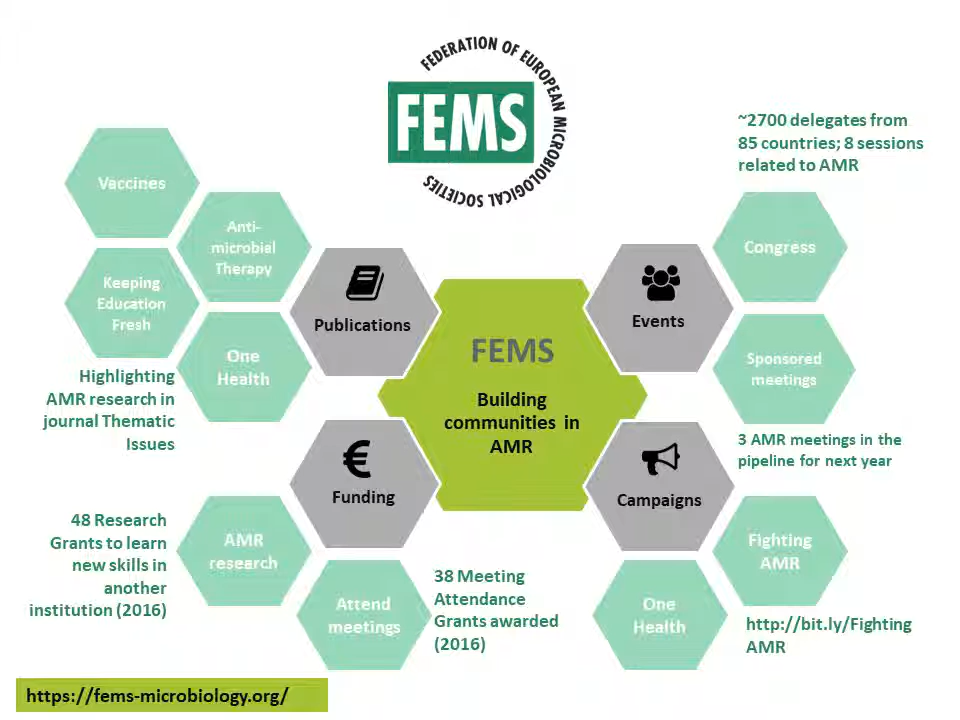 FEDERATION OF EUROPEAN MICROBIOLOGICAL SOCIETIES
FEMS
~2700 delegates from
85 countries; 8 sessions
related to AMR
Vaccines
Anti-
microbial
Therapy
Keeping
Education
Fresh
One
Health
Highlighting
AMR research in
journal Thematic
Issues
Publications
FEMS
Building
communities in
AMR
Events
Congress
Sponsored
meetings
3 AMR meetings in the
pipeline for next year
Funding
48 Research
Grants to learn
new skills in
another
institution (2016)
AMR
research
Attend
meetings
38 Meeting
Attendance
Grants awarded
(2016)
Campaigns
Fighting
AMR
One
Health
http://bit.ly/Fighting
AMR
https://fems-microbiology.org/